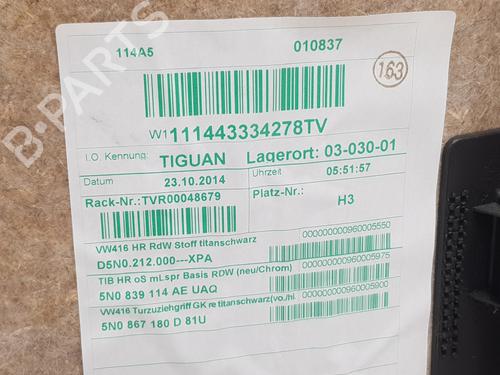 114A5 010837
163
W1 111443334278TV
I.O. Kennung: TIGUAN Lagerort: 03-030-01
Datum 23.10.2014 Uhrzeit 05:51:57
Rack-Nr.:TVR00048679 Platz-Nr.: H3
VW416 HR RdW Stoff titanschwarz 000000000960005550
D5N0.212.000---XPA
TIB HR oS mLspr Basis RDW (neu/Chrom) 000000000960005975
5N0 839 114 AE UAQ
VW416 Turzuziehgriff GK re titanschwarz(vo./hi 000000000960005900
5N0 867 180 D 81U
B-PARTS